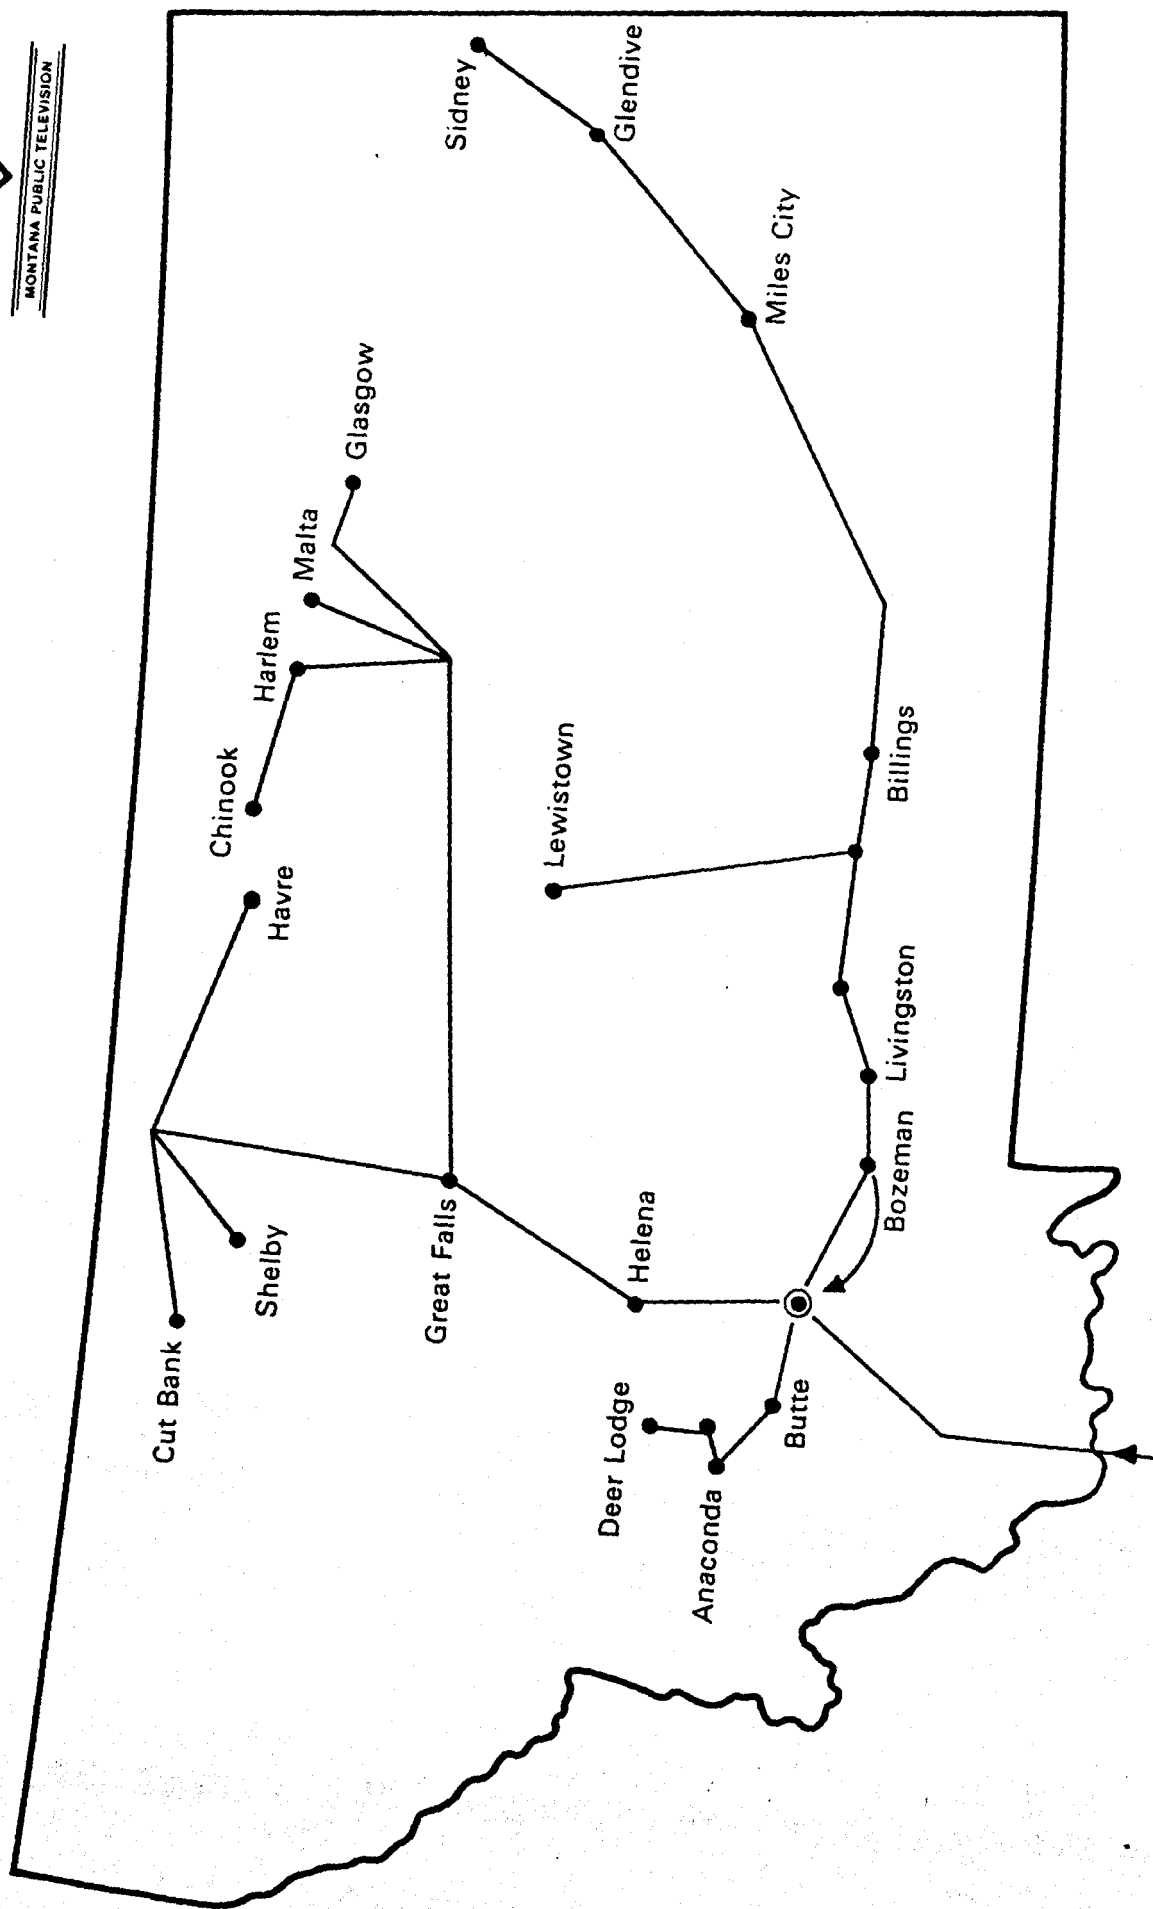 MONTANA PUBLIC TELEVISION
Cut Bank
Shelby
Havre
Chinook
Harlem
Malta
Glasgow
Sidney
Glendive
Miles City
Great Falls
Lewistown
Helena
Deer Lodge
Anaconda
Butte
Bozeman
Livingston
Billings